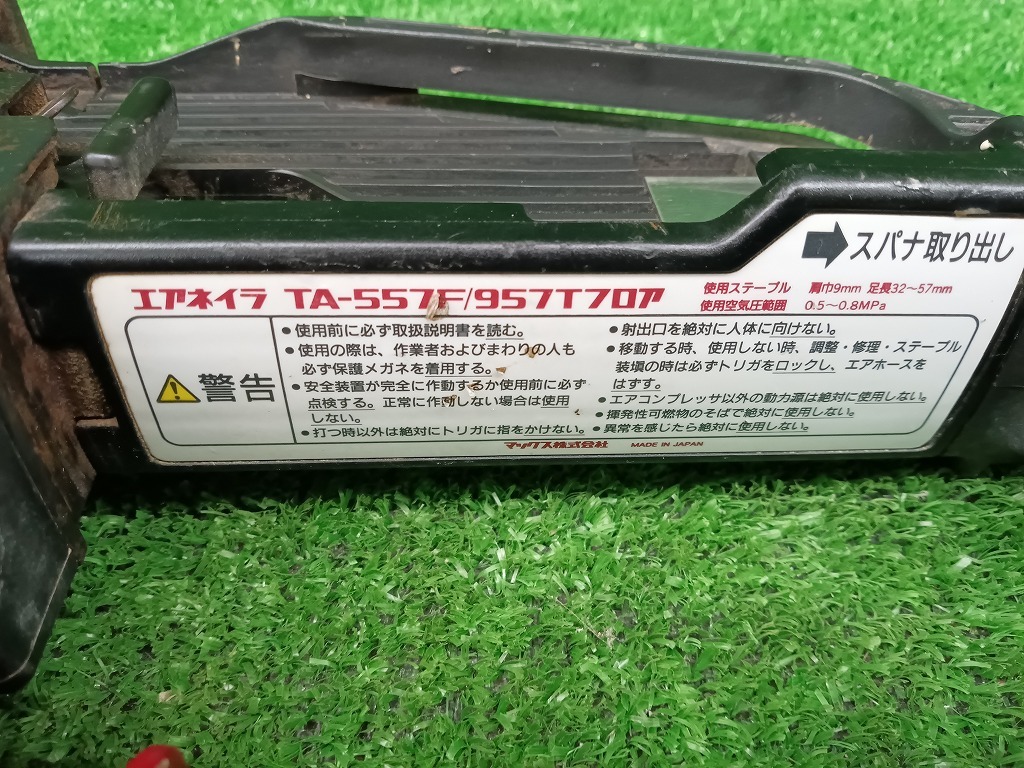 スパナ取り出し
エアネイラ TA-557F/957Tフロア
使用ステープル 肩巾9mm 足長32～57mm
使用空気圧範囲 0.5～0.8MPa
警告
●使用前に必ず取扱説明書を読む。
●使用の際は、作業者およびまわりの人も
必ず保護メガネを着用する。
●安全装置が完全に作動するか使用前に必ず
点検する。正常に作動しない場合は使用
しない。
●打つ時以外は絶対にトリガに指をかけない。
●射出口を絶対に人体に向けない。
●移動する時、使用しない時、調整・修理・ステープル
装填の時は必ずトリガをロックし、エアホースを
はずす。
●エアコンプレッサ以外の動力源は絶対に使用しない。
●揮発性可燃物のそばで絶対に使用しない。
●異常を感じたら絶対に使用しない。
マックス株式会社 MADE IN JAPAN